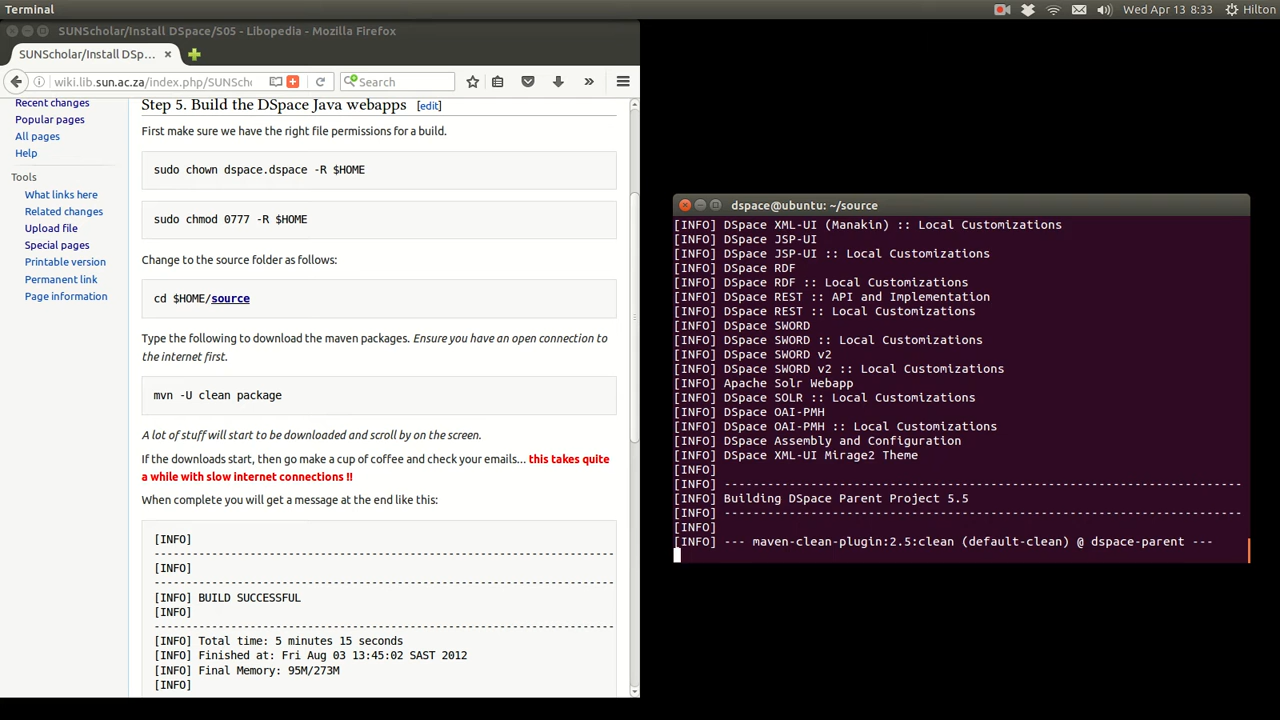 Terminal
Wed Apr 13 8:33
Hilton
SUNScholar/Install DSpace/S05 - Libopedia - Mozilla Firefox
SUNScholar/Install DSp...
wiki.lib.sun.ac.za/index.php/SUNScho
Search
Recent changes
Popular pages
All pages
Help
Tools
What links here
Related changes
Upload file
Special pages
Printable version
Permanent link
Page information
Step 5. Build the DSpace Java webapps [edit]
First make sure we have the right file permissions for a build.
sudo chown dspace.dspace -R $HOME
sudo chmod 0777 -R $HOME
Change to the source folder as follows:
cd $HOME/source
Type the following to download the maven packages. Ensure you have an open connection to
the internet first.
mvn -U clean package
A lot of stuff will start to be downloaded and scroll by on the screen.
If the downloads start, then go make a cup of coffee and check your emails... this takes quite
a while with slow internet connections !!
When complete you will get a message at the end like this:
[INFO]
----------------------------------------------------------------
[INFO]
----------------------------------------------------------------
[INFO] BUILD SUCCESSFUL
[INFO]
----------------------------------------------------------------
[INFO] Total time: 5 minutes 15 seconds
[INFO] Finished at: Fri Aug 03 13:45:02 SAST 2012
[INFO] Final Memory: 95M/273M
[INFO]
dspace@ubuntu: ~/source
[INFO] DSpace XML-UI (Manakin) :: Local Customizations
[INFO] DSpace JSP-UI
[INFO] DSpace JSP-UI :: Local Customizations
[INFO] DSpace RDF
[INFO] DSpace RDF :: Local Customizations
[INFO] DSpace REST :: API and Implementation
[INFO] DSpace REST :: Local Customizations
[INFO] DSpace SWORD
[INFO] DSpace SWORD :: Local Customizations
[INFO] DSpace SWORD v2
[INFO] DSpace SWORD v2 :: Local Customizations
[INFO] Apache Solr Webapp
[INFO] DSpace SOLR :: Local Customizations
[INFO] DSpace OAI-PMH
[INFO] DSpace OAI-PMH :: Local Customizations
[INFO] DSpace Assembly and Configuration
[INFO] DSpace XML-UI Mirage2 Theme
[INFO]
[INFO] ------------------------------------------------------------------------
[INFO] Building DSpace Parent Project 5.5
[INFO] ------------------------------------------------------------------------
[INFO]
[INFO] --- maven-clean-plugin:2.5:clean (default-clean) @ dspace-parent ---